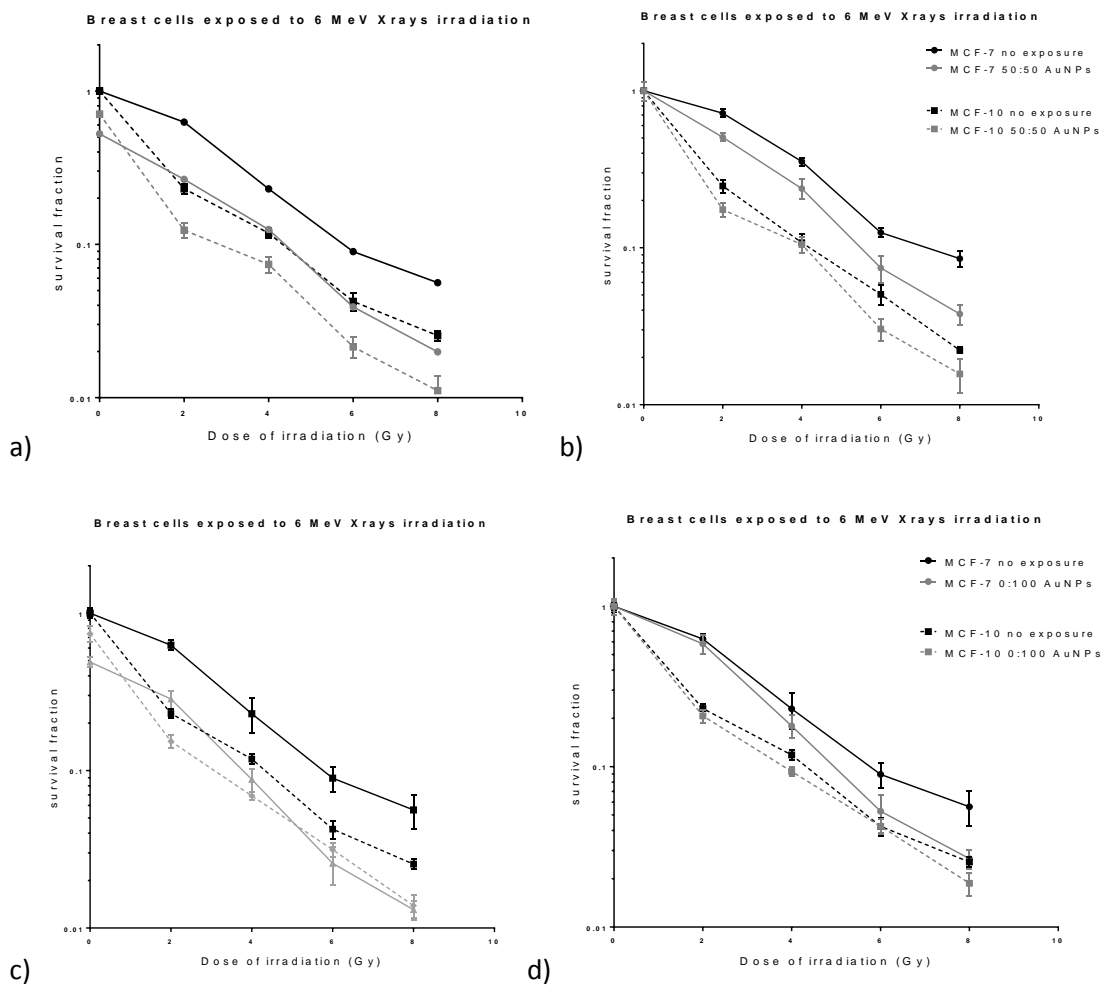 Breast cells exposed to 6 MeV Xrays irradiation
1
0.1
0.01
survival fraction
0 2 4 6 8 10
Dose of irradiation (Gy)
a)
Breast cells exposed to 6 MeV Xrays irradiation
MCF-7 no exposure
MCF-7 50:50 AuNPs
MCF-10 no exposure
MCF-10 50:50 AuNPs
1
0.1
0.01
survival fraction
0 2 4 6 8 10
Dose of irradiation (Gy)
b)
Breast cells exposed to 6 MeV Xrays irradiation
1
0.1
0.01
survival fraction
0 2 4 6 8 10
Dose of irradiation (Gy)
c)
Breast cells exposed to 6 MeV Xrays irradiation
MCF-7 no exposure
MCF-7 0:100 AuNPs
MCF-10 no exposure
MCF-10 0:100 AuNPs
1
0.1
0.01
survival fraction
0 2 4 6 8 10
Dose of irradiation (Gy)
d)